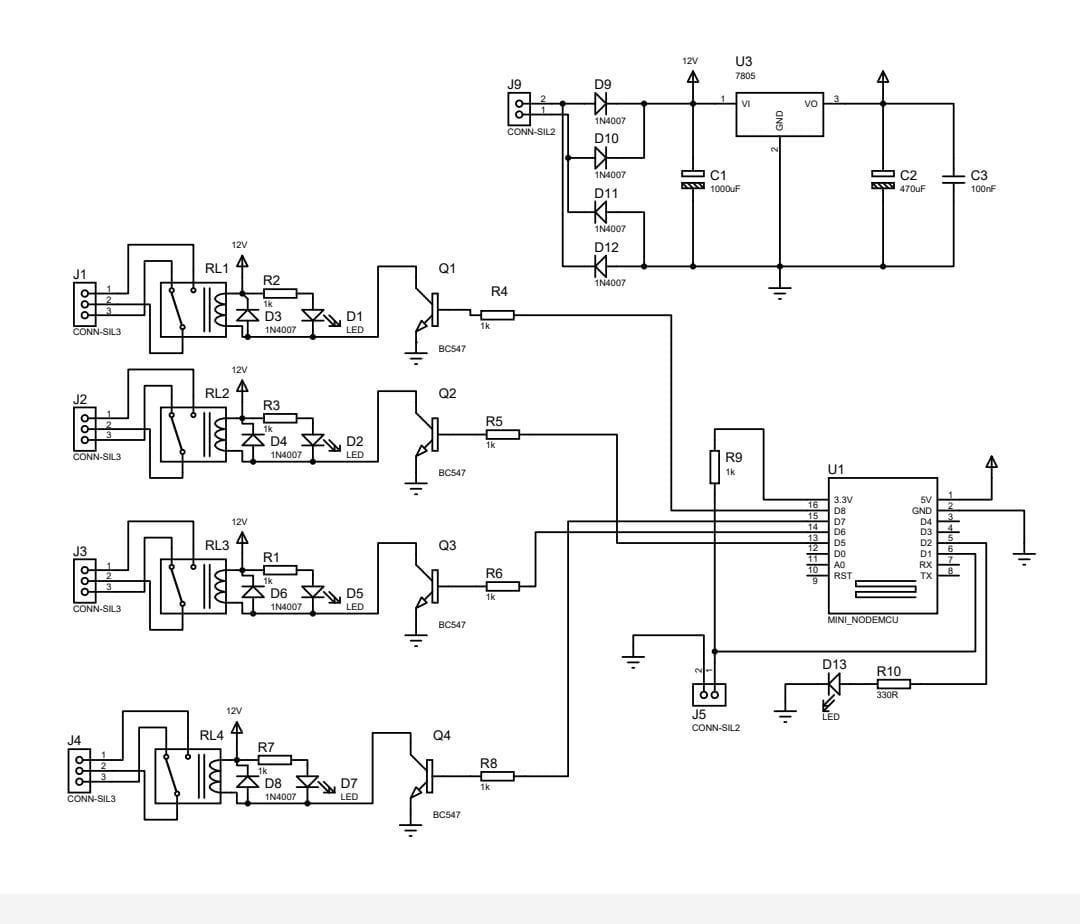 12V
U3
7805
J9
2
1
CONN-SIL2
D9
1N4007
D10
1N4007
D11
1N4007
D12
1N4007
1
VI
VO
3
GND
2
C1
1000uF
C2
470uF
C3
100nF
12V
J1
1
2
3
CONN-SIL3
RL1
R2
1k
D3
1N4007
D1
LED
Q1
BC547
R4
1k
12V
J2
1
2
3
CONN-SIL3
RL2
R3
1k
D4
1N4007
D2
LED
Q2
BC547
R5
1k
12V
J3
1
2
3
CONN-SIL3
RL3
R1
1k
D6
1N4007
D5
LED
Q3
BC547
R6
1k
12V
J4
1
2
3
CONN-SIL3
RL4
R7
1k
D8
1N4007
D7
LED
Q4
BC547
R8
1k
R9
1k
U1
3.3V
16 D8
15 D7
14 D6
13 D5
12 D0
11 A0
10 RST
9
5V 1
GND 2
D4 3
D3 4
D2 5
D1 6
RX 7
TX 8
MINI_NODEMCU
2
1
J5
CONN-SIL2
D13
LED
R10
330R